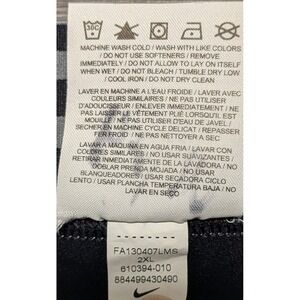 30C
MACHINE WASH COLD / WASH WITH LIKE COLORS
/ DO NOT USE SOFTENERS / REMOVE
IMMEDIATELY / DO NOT ALLOW TO LAY ON ITSELF
WHEN WET / DO NOT BLEACH / TUMBLE DRY LOW
/ COOL IRON / DO NOT DRY CLEAN
LAVER EN MACHINE A L'EAU FROIDE / LAVER AVEC
COULEURS SIMILAIRES / NE PAS UTILISER
D'ADOUCISSEUR / ENLEVER IMMÉDIATEMENT / NE
PAS LAISSER LE VÊTEMENT PLIÉ LORSQU'IL EST
MOUILLÉ / NE PAS UTILISER D'EAU DE JAVEL /
SECHER EN MACHINE CYCLE DELICAT / REPASSER
FER FROID / NE PAS NETTOYER À SEC
LAVAR A MAQUINA EN AGUA FRIA / LAVAR CON
COLORES SIMILARES / NO USAR SUAVIZANTES /
RETIRAR INMEDIATAMENTE DE LA LAVADORA / NO
DOBLAR PRENDA MOJADA / NO USAR
BLANQUEADORES / USAR SECADORA CICLO
LENTO / USAR PLANCHA TEMPERATURA BAJA / NO
LAVAR EN SECO
FA130407LMS
2XL
610394-010
884499430490